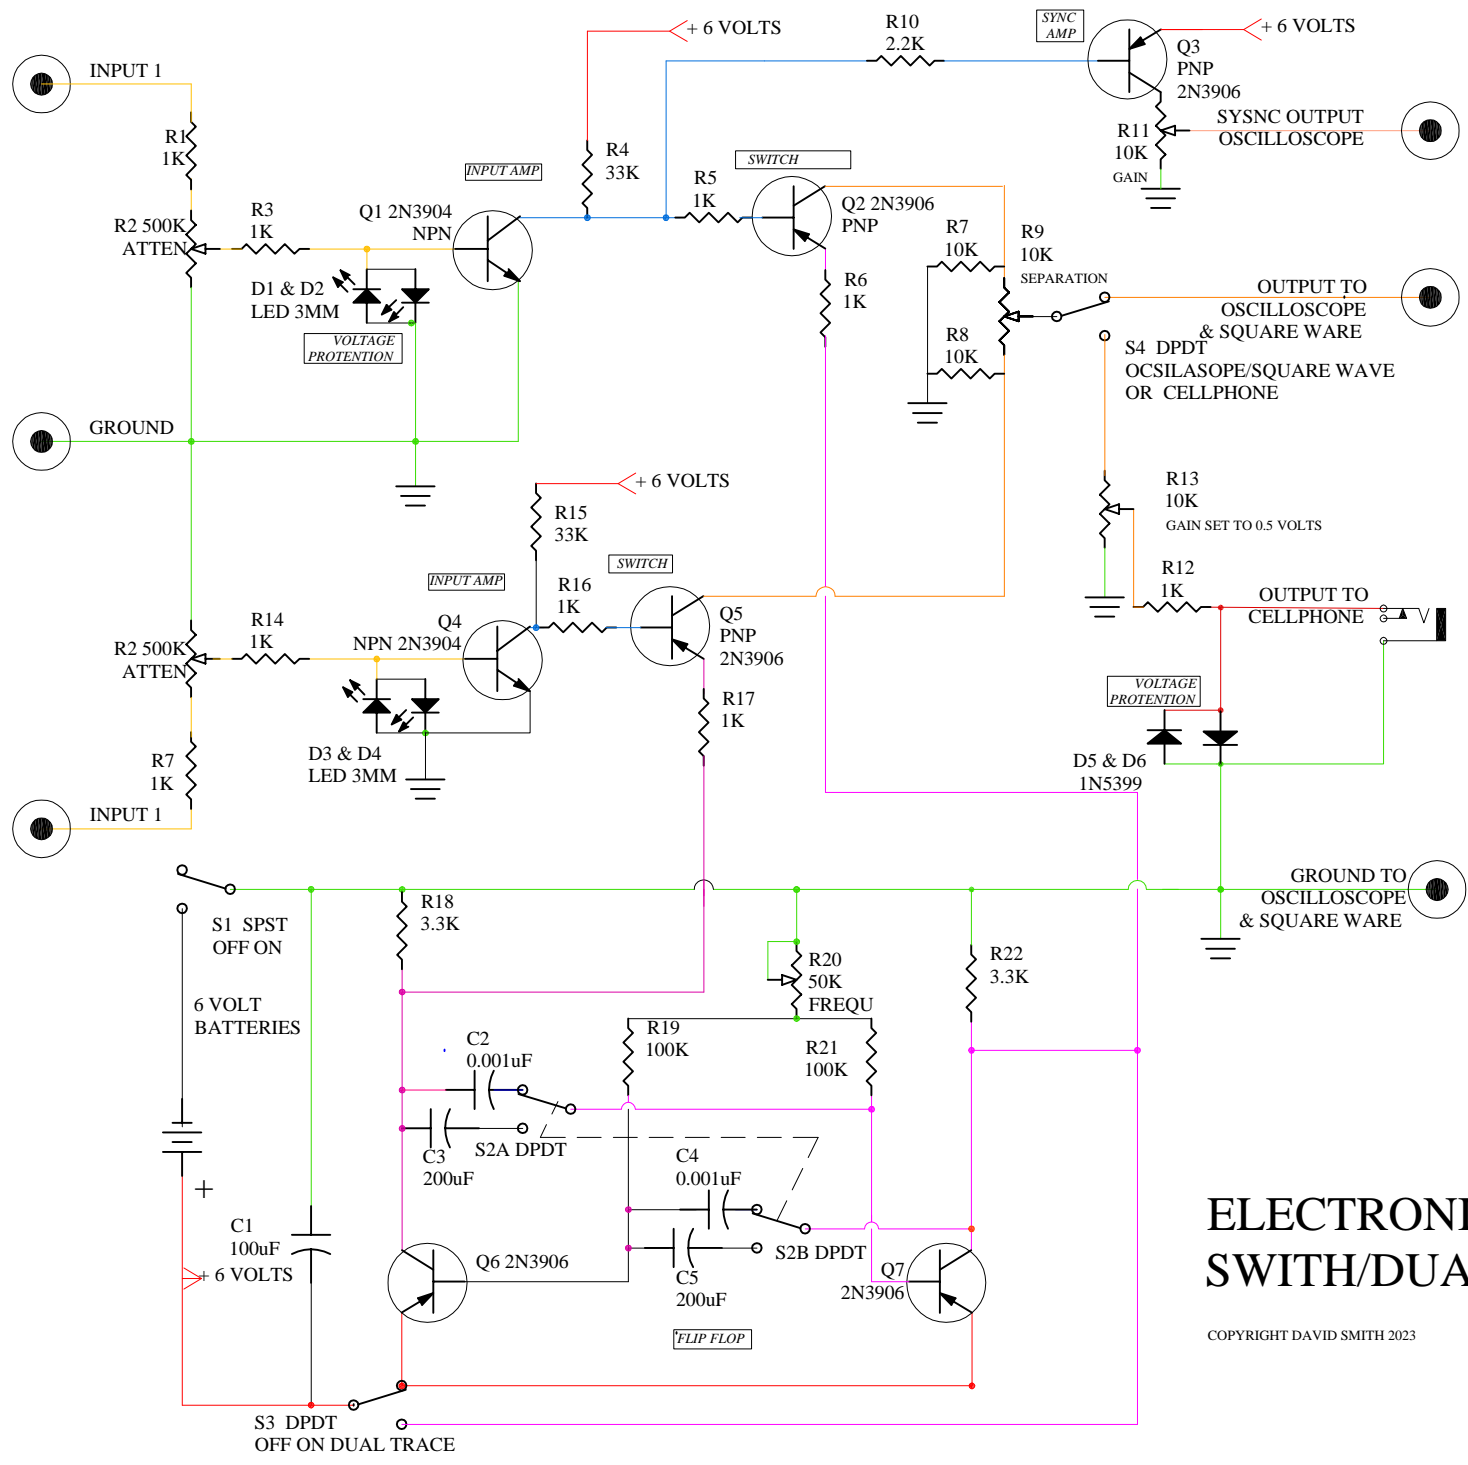 INPUT 1
R1
1K
R2 500K
ATTEN
R3
1K
D1 & D2
LED 3MM
VOLTAGE
PROTENTION
INPUT AMP
Q1 2N3904
NPN
+ 6 VOLTS
R4
33K
R5
1K
SWITCH
Q2 2N3906
PNP
R6
1K
R10
2.2K
SYNC
AMP
+ 6 VOLTS
Q3
PNP
2N3906
R11
10K
GAIN
SYSNC OUTPUT
OSCILLOSCOPE
R7
10K
R9
10K
SEPARATION
R8
10K
OUTPUT TO
OSCILLOSCOPE
& SQUARE WARE
S4 DPDT
OCSILASOPE/SQUARE WAVE
OR CELLPHONE
GROUND
+ 6 VOLTS
R15
33K
INPUT AMP
R16
1K
SWITCH
Q4
NPN 2N3904
Q5
PNP
2N3906
R14
1K
R2 500K
ATTEN
D3 & D4
LED 3MM
R17
1K
R7
1K
INPUT 1
R13
10K
GAIN SET TO 0.5 VOLTS
R12
1K
OUTPUT TO
CELLPHONE
VOLTAGE
PROTENTION
D5 & D6
1N5399
S1 SPST
OFF ON
R18
3.3K
R20
50K
FREQU
R22
3.3K
GROUND TO
OSCILLOSCOPE
& SQUARE WARE
6 VOLT
BATTERIES
C2
0.001uF
R19
100K
R21
100K
C3
200uF
S2A DPDT
C4
0.001uF
S2B DPDT
C5
200uF
+
C1
100uF
+ 6 VOLTS
Q6 2N3906
Q7
2N3906
FLIP FLOP
S3 DPDT
OFF ON DUAL TRACE
ELECTRONI
SWITH/DUA
COPYRIGHT DAVID SMITH 2023